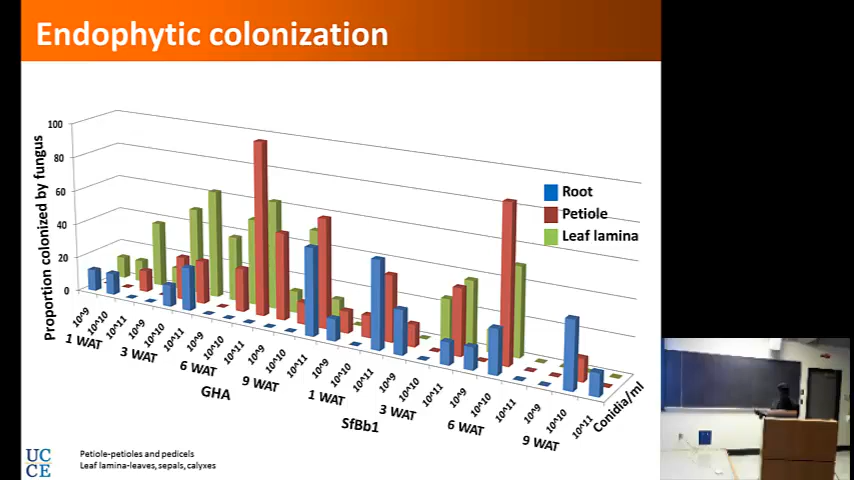 Endophytic colonization
Proportion colonized by fungus
100
80
60
40
20
0
Root
Petiole
Leaf lamina
10^9
10^10
10^11
10^9
10^10
10^11
10^9
10^10
10^11
10^9
10^10
10^11
10^9
10^10
10^11
10^9
10^10
10^11
10^9
10^10
10^11
10^9
10^10
10^11
1 WAT
3 WAT
6 WAT
9 WAT
1 WAT
3 WAT
6 WAT
9 WAT
GHA
SfBb1
Conidia/ml
UC
CE
Petiole-petioles and pedicels
Leaf lamina-leaves, sepals, calyxes